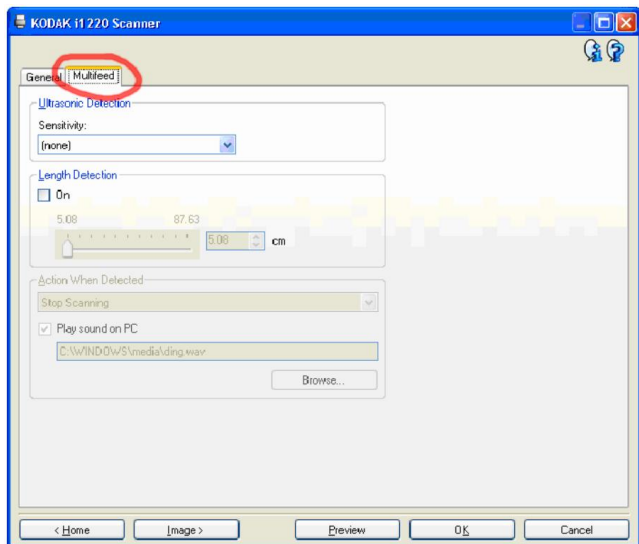 KODAK i1220 Scanner
General Multifeed
Ultrasonic Detection
Sensitivity:
(none)
Length Detection
On
5.08 87.63
5.08 cm
Action When Detected
Stop Scanning
Play sound on PC
C:\WINDOWS\media\ding.wav
Browse...
< Home Image > Preview OK Cancel